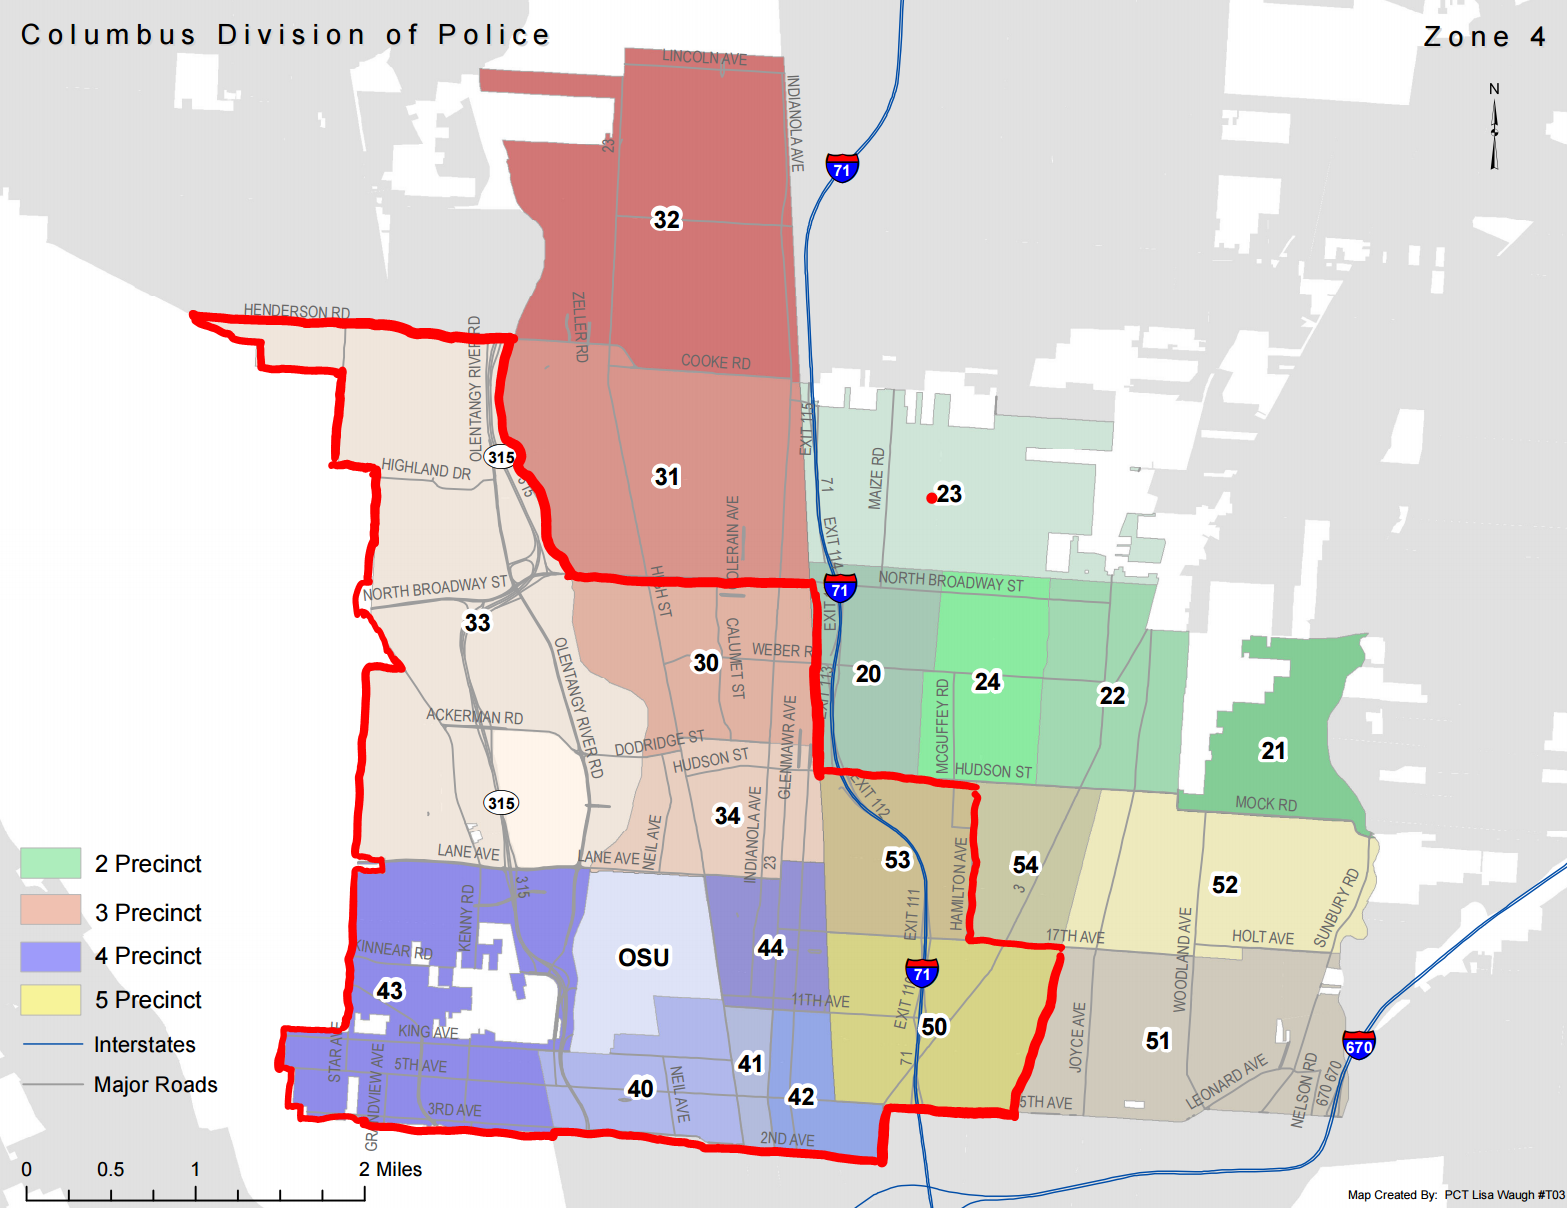 Columbus Division of Police
Zone 4
N
LINCOLN AVE
INDIANOLA AVE
23
71
32
HENDERSON RD
OLENTANGY RIVER RD
ZELLER RD
COOKE RD
EXIT 115
315
HIGHLAND DR
315
31
71
MAIZE RD
23
OLERAIN AVE
EXIT 114
NORTH BROADWAY ST
HIGH ST
71
NORTH BROADWAY ST
33
EXIT
CALUMET ST
WEBER R
30
20
24
22
OLENTANGY RIVER RD
EXIT 113
MCGUFFEY RD
ACKERMAN RD
DODRIDGE ST
HUDSON ST
GLENMAWR AVE
HUDSON ST
21
MOCK RD
315
EXIT 112
34
NEIL AVE
INDIANOLA AVE
23
LANE AVE
LANE AVE
53
HAMILTON AVE
54
3
52
SUNBURY RD
2 Precinct
3 Precinct
4 Precinct
5 Precinct
Interstates
Major Roads
315
KENNY RD
EXIT 111
17TH AVE
WOODLAND AVE
HOLT AVE
KINNEAR RD
OSU
44
71
43
11TH AVE
EXIT 110
50
JOYCE AVE
51
670
STAR AVE
KING AVE
5TH AVE
GRANDVIEW AVE
3RD AVE
41
71
40
NEIL AVE
42
5TH AVE
LEONARD AVE
NELSON RD
670
670
2ND AVE
0 0.5 1 2 Miles
Map Created By: PCT Lisa Waugh #T03